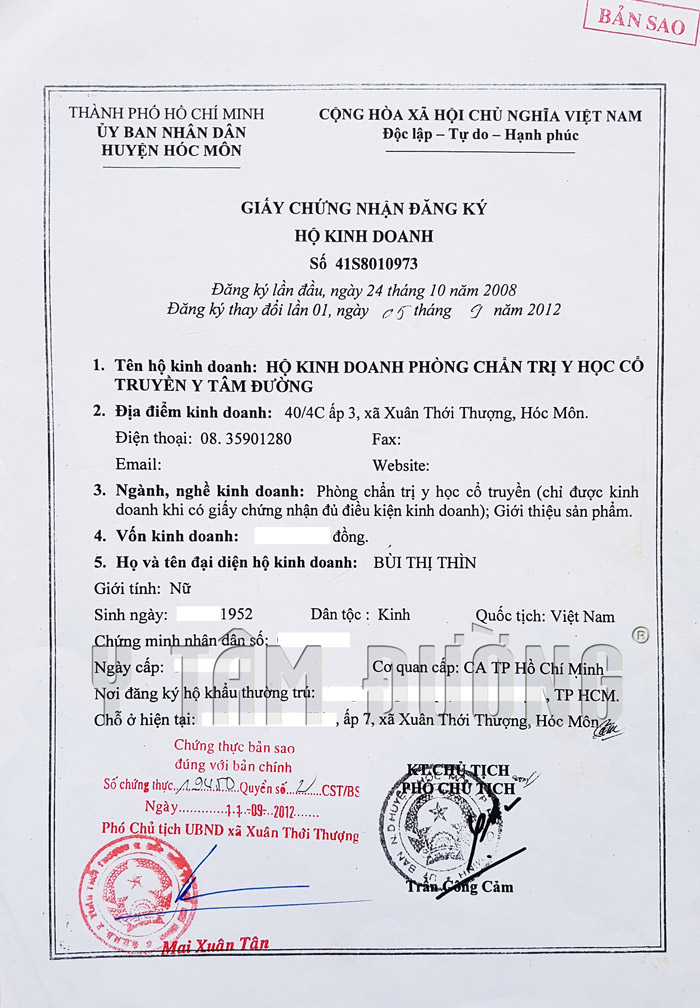 BẢN SAO
THÀNH PHỐ HỒ CHÍ MINH
ỦY BAN NHÂN DÂN
HUYỆN HÓC MÔN
CỘNG HÒA XÃ HỘI CHỦ NGHĨA VIỆT NAM
Độc lập – Tự do – Hạnh phúc
GIẤY CHỨNG NHẬN ĐĂNG KÝ
HỘ KINH DOANH
Số 41S8010973
Đăng ký lần đầu, ngày 24 tháng 10 năm 2008
Đăng ký thay đổi lần 01, ngày 05 tháng 9 năm 2012
1. Tên hộ kinh doanh: HỘ KINH DOANH PHÒNG CHẨN TRỊ Y HỌC CỔ
TRUYỀN Y TÂM ĐƯỜNG
2. Địa điểm kinh doanh: 40/4C ấp 3, xã Xuân Thới Thượng, Hóc Môn.
Điện thoại: 08. 35901280 Fax:
Email: Website:
3. Ngành, nghề kinh doanh: Phòng chẩn trị y học cổ truyền (chỉ được kinh
doanh khi có giấy chứng nhận đủ điều kiện kinh doanh); Giới thiệu sản phẩm.
4. Vốn kinh doanh: đồng.
5. Họ và tên đại diện hộ kinh doanh: BÙI THỊ THÌN
Giới tính: Nữ
Sinh ngày: 1952 Dân tộc : Kinh Quốc tịch: Việt Nam
Chứng minh nhân dân số:
Y TÂM ĐƯỜNG ®
Ngày cấp: Cơ quan cấp: CA TP Hồ Chí Minh
Nơi đăng ký hộ khẩu thường trú: , TP HCM.
Chỗ ở hiện tại: , ấp 7, xã Xuân Thới Thượng, Hóc Môn
Chứng thực bản sao
đúng với bản chính
Số chứng thực. 19450 Quyển số 2/ CST/BS
Ngày 11-09-2012
Phó Chủ tịch UBND xã Xuân Thới Thượng
Mai Xuân Tân
KT.CHỦ TỊCH
PHÓ CHỦ TỊCH
Trần Công Cảm